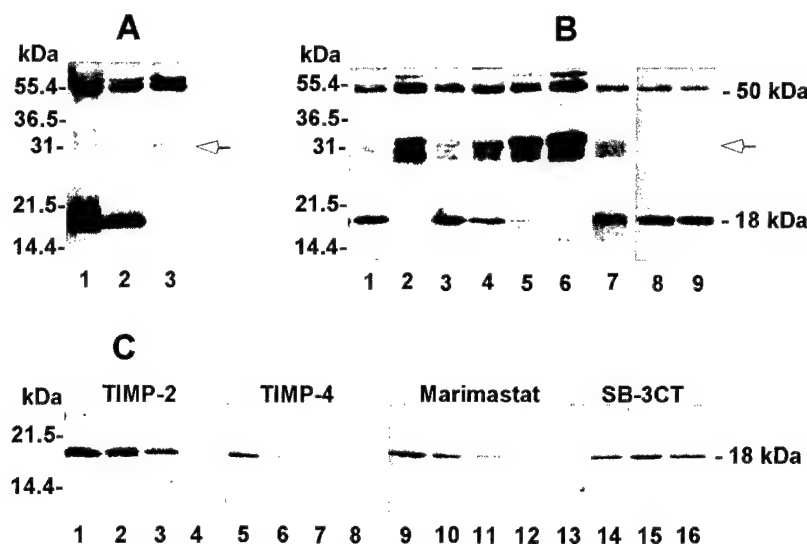 A
B
kDa
55.4-
36.5-
31-
21.5-
14.4-
1 2 3
kDa
55.4-
36.5-
31-
21.5-
14.4-
- 50 kDa
- 18 kDa
1 2 3 4 5 6 7 8 9
C
kDa
TIMP-2 TIMP-4 Marimastat SB-3CT
21.5-
14.4-
- 18 kDa
1 2 3 4 5 6 7 8 9 10 11 12 13 14 15 16